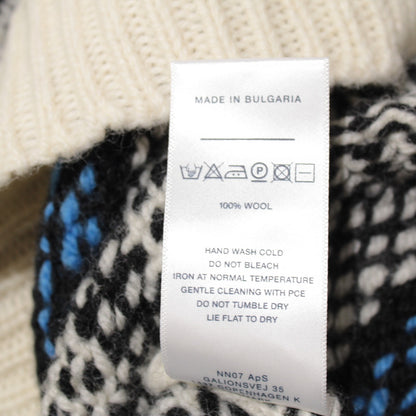 MADE IN BULGARIA
100% WOOL
HAND WASH COLD
DO NOT BLEACH
IRON AT NORMAL TEMPERATURE
GENTLE CLEANING WITH PCE
DO NOT TUMBLE DRY
LIE FLAT TO DRY
NN07 ApS
GALIONSVEJ 35
COPENHAGEN K